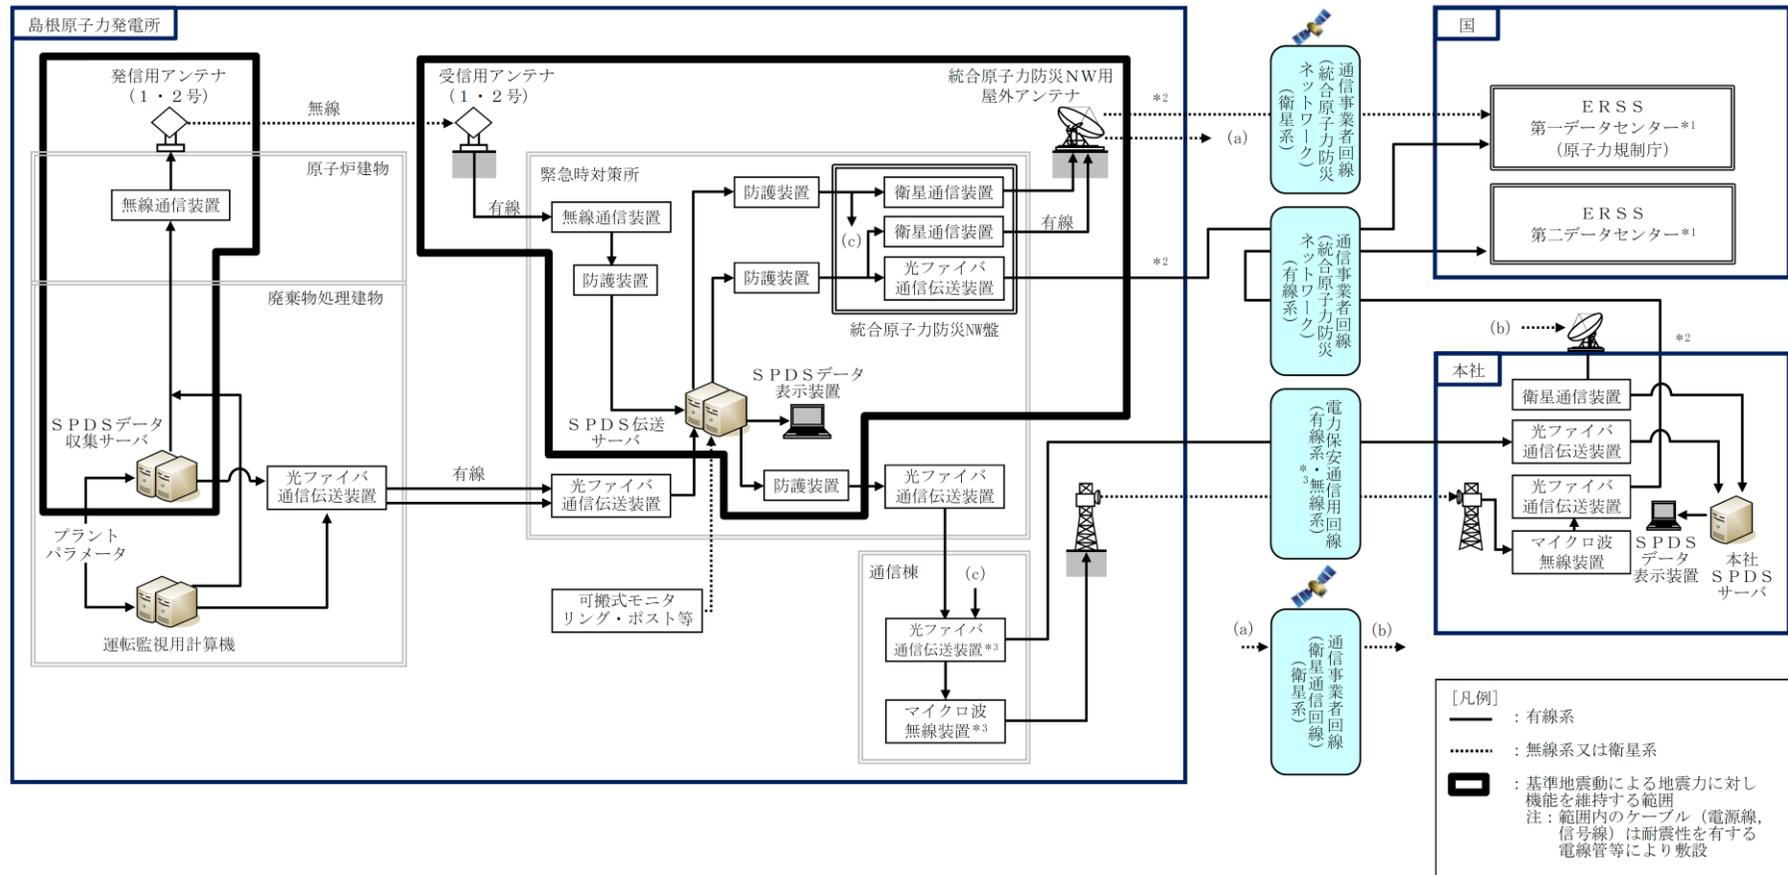 島根原子力発電所
発信用アンテナ
(1・2号)
無線
受信用アンテナ
(1・2号)
統合原子力防災NW用
屋外アンテナ
*2
(a)
原子炉建物
無線通信装置
廃棄物処理建物
SPDSデータ
収集サーバ
プラント
パラメータ
運転監視用計算機
光ファイバ
通信伝送装置
有線
有線
緊急時対策所
無線通信装置
防護装置
SPDS伝送
サーバ
光ファイバ
通信伝送装置
可搬式モニタ
リング・ポスト等
防護装置
(c)
防護装置
衛星通信装置
衛星通信装置
有線
光ファイバ
通信伝送装置
統合原子力防災NW盤
*2
SPDSデータ
表示装置
防護装置
光ファイバ
通信伝送装置
通信棟
(c)
光ファイバ
通信伝送装置*3
マイクロ波
無線装置*3
通信事業者回線
(統合原子力防災
ネットワーク)
(衛星系)
通信事業者回線
(統合原子力防災
ネットワーク)
(有線系)
電力保安通信用回線
(有線系・無線系)
*3
(a)
通信事業者回線
(衛星通信回線)
(衛星系)
(b)
国
ERSS
第一データセンター*1
(原子力規制庁)
ERSS
第二データセンター*1
(b)
*2
本社
衛星通信装置
光ファイバ
通信伝送装置
光ファイバ
通信伝送装置
マイクロ波
無線装置
SPDS
データ
表示装置
本社
SPDS
サーバ
[凡例]
:有線系
:無線系又は衛星系
:基準地震動による地震力に対し
機能を維持する範囲
注:範囲内のケーブル(電源線,
信号線)は耐震性を有する
電線管等により敷設